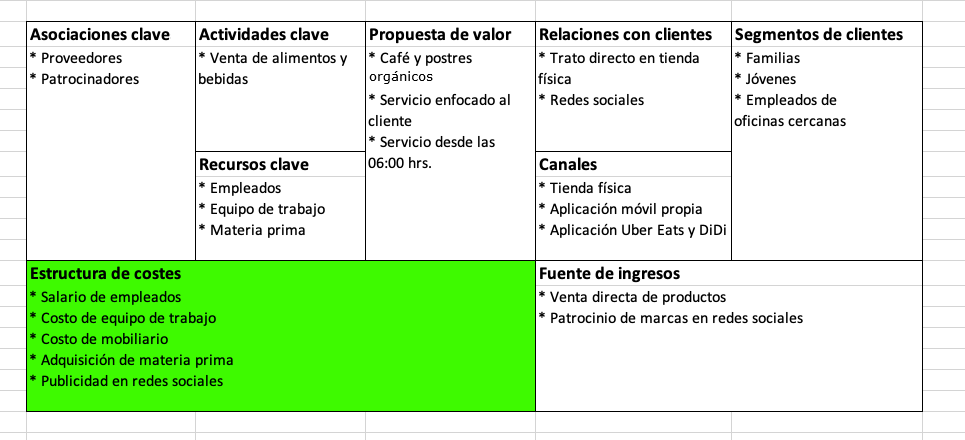 Asociaciones clave
* Proveedores
* Patrocinadores
Actividades clave
* Venta de alimentos y
bebidas
Recursos clave
* Empleados
* Equipo de trabajo
* Materia prima
Propuesta de valor
* Café y postres
orgánicos
* Servicio enfocado al
cliente
* Servicio desde las
06:00 hrs.
Relaciones con clientes
* Trato directo en tienda
física
* Redes sociales
Canales
* Tienda física
* Aplicación móvil propia
* Aplicación Uber Eats y DiDi
Segmentos de clientes
* Familias
* Jóvenes
* Empleados de
oficinas cercanas
Estructura de costes
* Salario de empleados
* Costo de equipo de trabajo
* Costo de mobiliario
* Adquisición de materia prima
* Publicidad en redes sociales
Fuente de ingresos
* Venta directa de productos
* Patrocinio de marcas en redes sociales